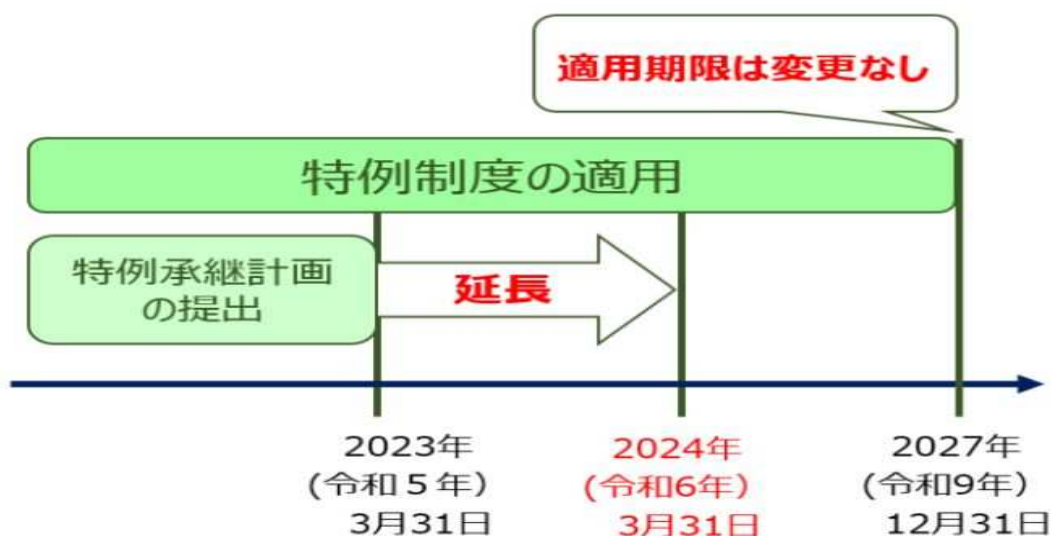 適用期限は変更なし
特例制度の適用
特例承継計画
の提出
延長
2023年
(令和５年)
3月31日
2024年
(令和6年)
3月31日
2027年
(令和9年)
12月31日